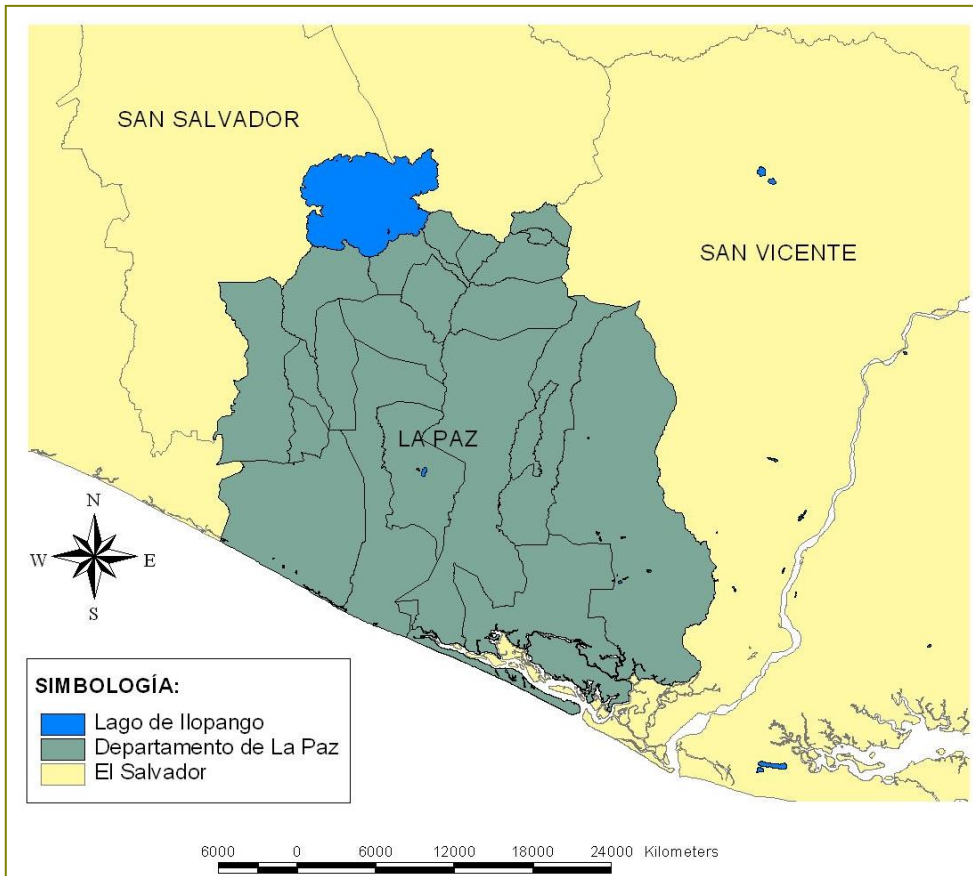 SAN SALVADOR
SAN VICENTE
LA PAZ
N
W E
S
SIMBOLOGÍA:
Lago de Ilopango
Departamento de La Paz
El Salvador
6000 0 6000 12000 18000 24000 Kilometers